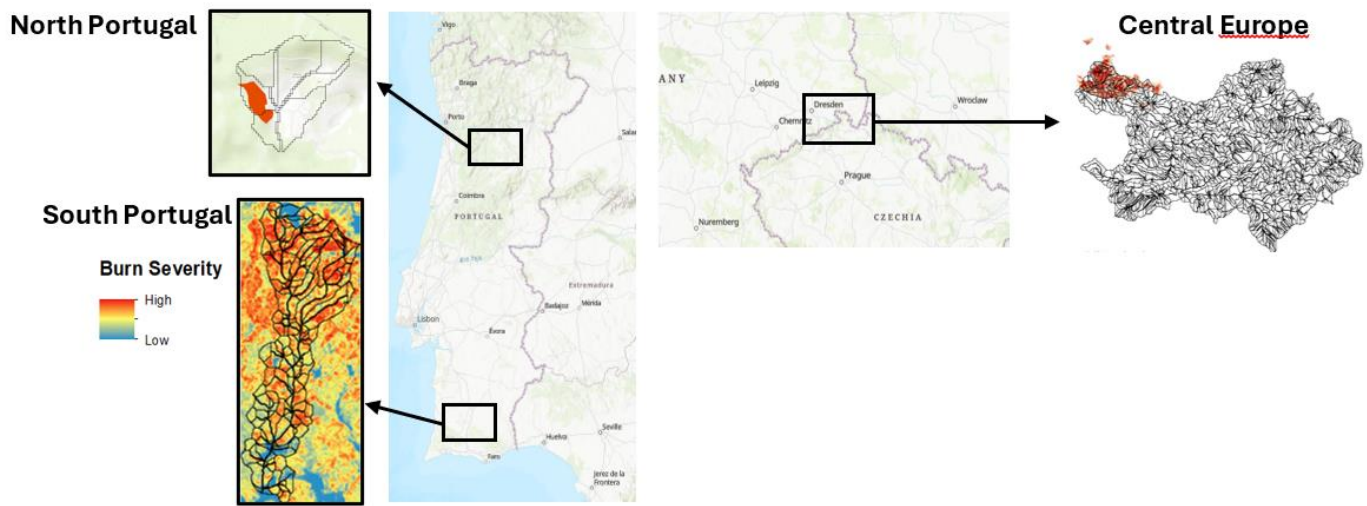 North Portugal
South Portugal
Burn Severity
High
Low
Vigo
Braga
Porto
Coimbra
PORTUGAL
Lisbon
Évora
Faro
Extremadura
Badajoz
Mérida
Huelva
Seville
Jerez de la
Frontera
ANY
Leipzig
Dresden
Chemnitz
Wroclaw
Prague
Nuremberg
CZECHIA
Central Europe